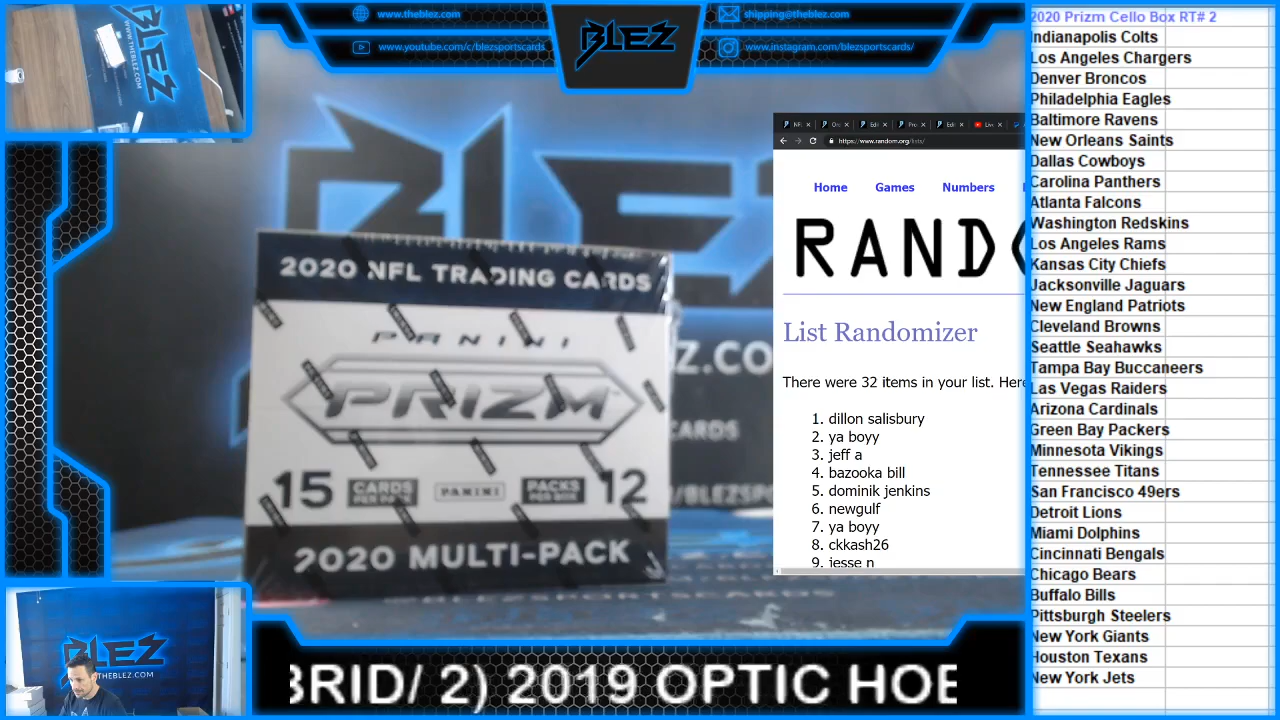 www.theblez.com
shipping@theblez.com
www.youtube.com/c/blezsportscards
www.instagram.com/blezsportscards/
BLEZ
2020 NFL TRADING CARDS
PANINI
PRIZM
15 CARDS PER PACK PANINI PACKS PER BOX 12
2020 MULTI-PACK
https://www.random.org/lists/
Home Games Numbers
List Randomizer
There were 32 items in your list. Here
1. dillon salisbury
2. ya boyy
3. jeff a
4. bazooka bill
5. dominik jenkins
6. newgulf
7. ya boyy
8. ckkash26
9. jesse n
2020 Prizm Cello Box RT# 2
Indianapolis Colts
Los Angeles Chargers
Denver Broncos
Philadelphia Eagles
Baltimore Ravens
New Orleans Saints
Dallas Cowboys
Carolina Panthers
Atlanta Falcons
Washington Redskins
Los Angeles Rams
Kansas City Chiefs
Jacksonville Jaguars
New England Patriots
Cleveland Browns
Seattle Seahawks
Tampa Bay Buccaneers
Las Vegas Raiders
Arizona Cardinals
Green Bay Packers
Minnesota Vikings
Tennessee Titans
San Francisco 49ers
Detroit Lions
Miami Dolphins
Cincinnati Bengals
Chicago Bears
Buffalo Bills
Pittsburgh Steelers
New York Giants
Houston Texans
New York Jets
BLEZ
THEBLEZ.COM
BRID/ 2) 2019 OPTIC HOB